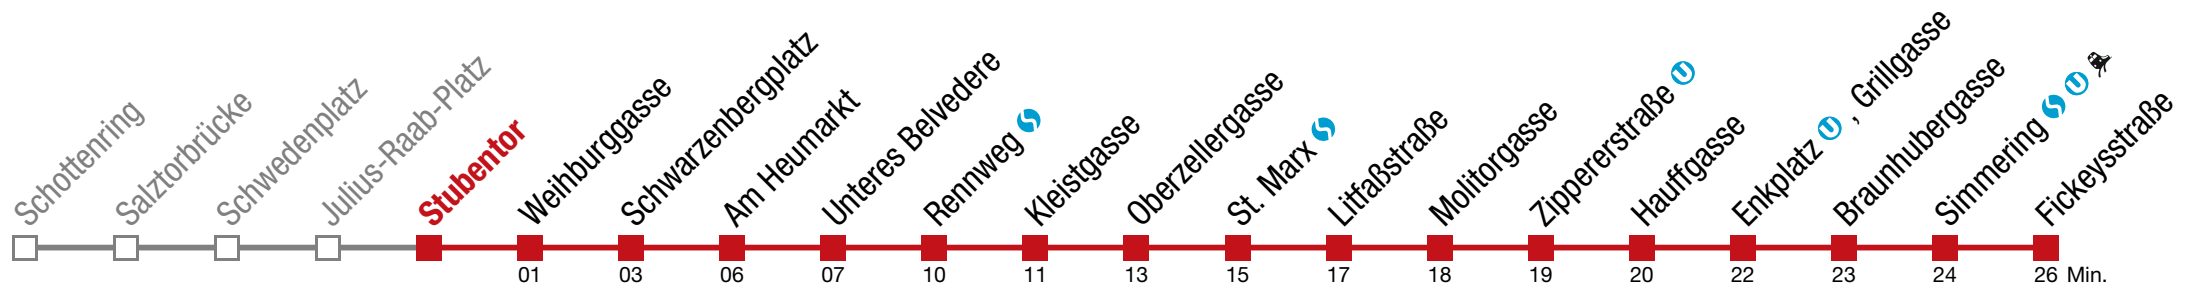 Schottenring
Salztorbrücke
Schwedenplatz
Julius-Raab-Platz
Stubentor
Weihburggasse
Schwarzenbergplatz
Am Heumarkt
Unteres Belvedere
Rennweg
Kleistgasse
Oberzellergasse
St. Marx
Litfaßstraße
Molitorgasse
Zippererstraße U
Hauffgasse
Enkplatz U , Grillgasse
Braunhubergasse
Simmering S U
Fickeysstraße
01 03 06 07 10 11 13 15 17 18 19 20 22 23 24 26 Min.